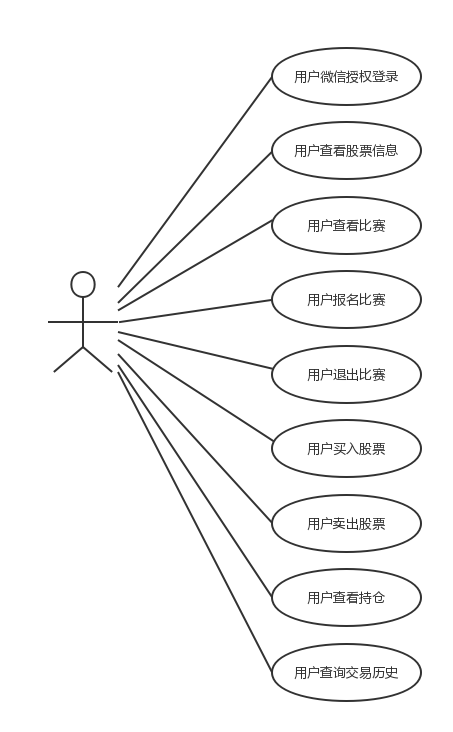 用户微信授权登录
用户查看股票信息
用户查看比赛
用户报名比赛
用户退出比赛
用户买入股票
用户卖出股票
用户查看持仓
用户查询交易历史